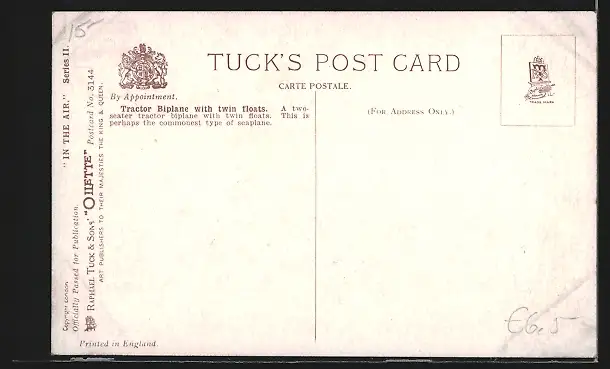 15-
TUCK'S POST CARD
CARTE POSTALE.
By Appointment.
(For Address Only.)
Tractor Biplane with twin floats. A two-
seater tractor biplane with twin floats. This is
perhaps the commonest type of seaplane.
"IN THE AIR." Series II.
Copyright London.
Officially Passed for Publication.
Raphael Tuck & Sons' "OILETTE" Postcard No. 3144
ART PUBLISHERS TO THEIR MAJESTIES THE KING & QUEEN.
TRADE MARK
Printed in England.